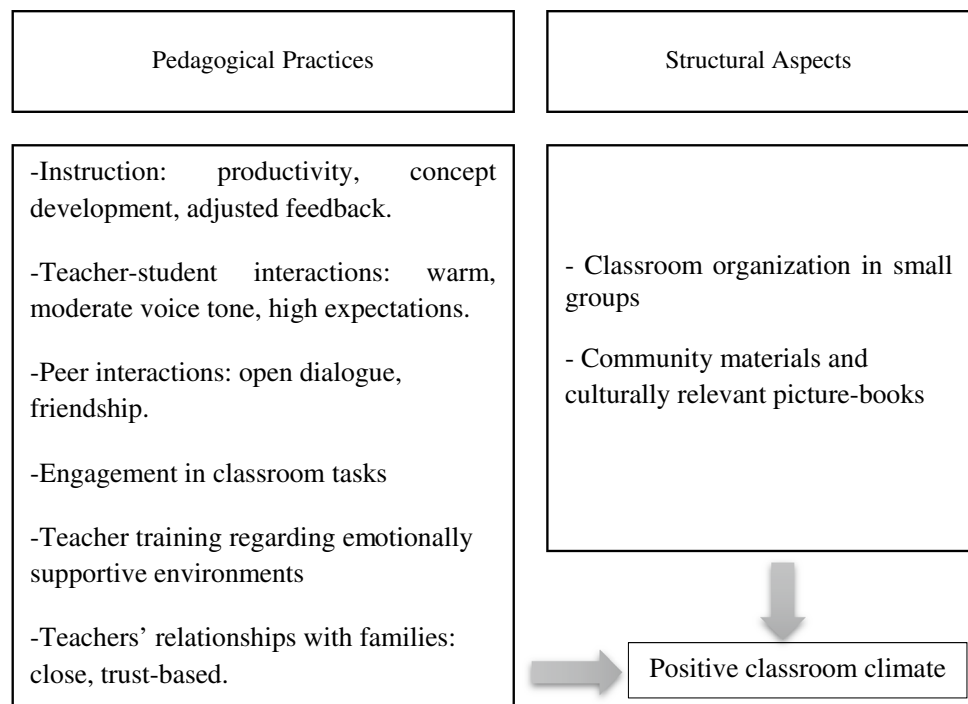 Pedagogical Practices
Structural Aspects
-Instruction: productivity, concept
development, adjusted feedback.
-Teacher-student interactions: warm,
moderate voice tone, high expectations.
-Peer interactions: open dialogue,
friendship.
-Engagement in classroom tasks
-Teacher training regarding emotionally
supportive environments
-Teachers’ relationships with families:
close, trust-based.
- Classroom organization in small
groups
- Community materials and
culturally relevant picture-books
Positive classroom climate